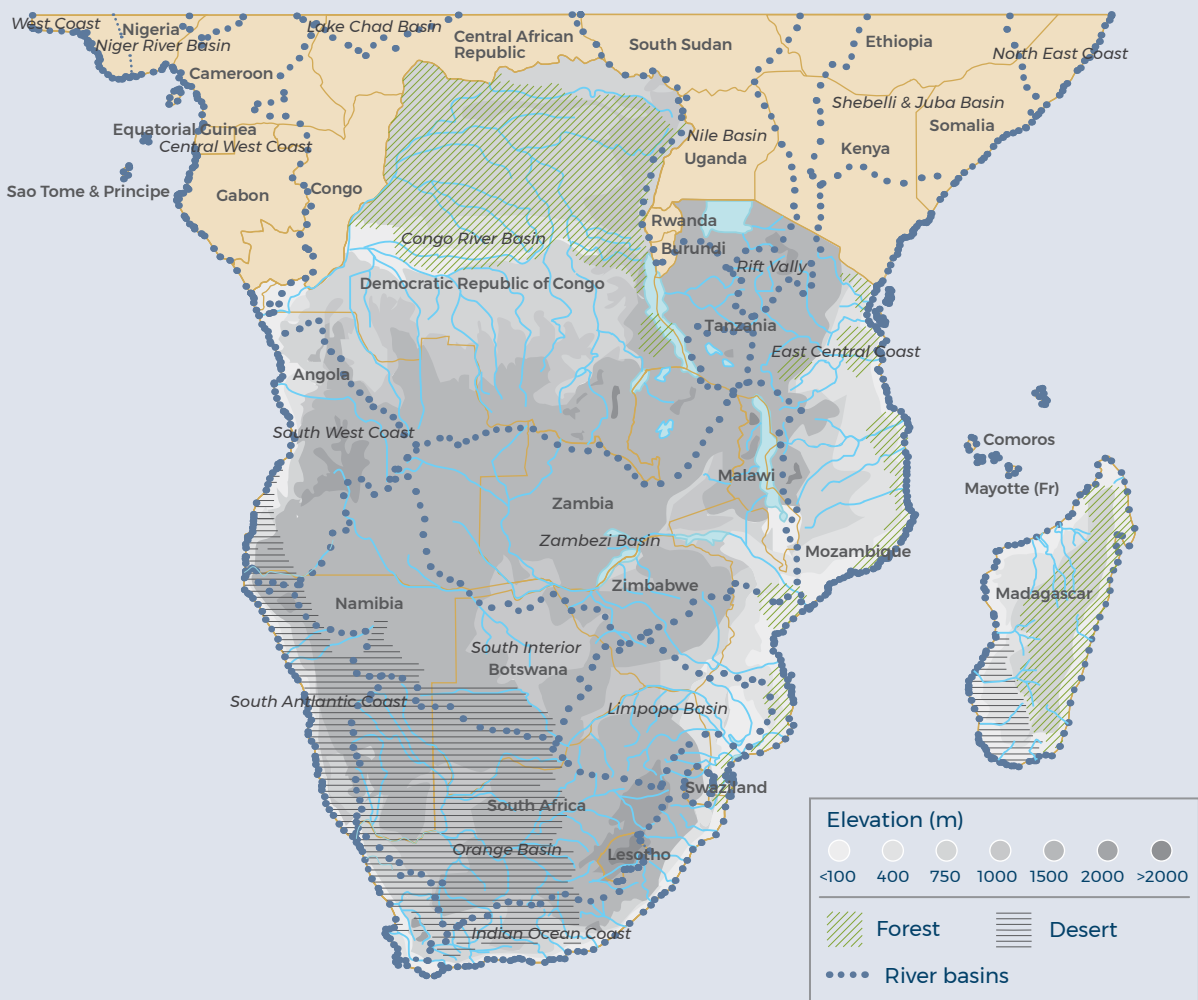 West Coast
Nigeria
Niger River Basin
Lake Chad Basin
Central African
Republic
South Sudan
Ethiopia
North East Coast
Cameroon
Shebelli & Juba Basin
Somalia
Equatorial Guinea
Central West Coast
Nile Basin
Uganda
Kenya
Sao Tome & Principe
Gabon
Congo
Rwanda
Congo River Basin
Burundi
Rift Vally
Democratic Republic of Congo
Tanzania
East Central Coast
Angola
South West Coast
Comoros
Malawi
Mayotte (Fr)
Zambia
Zambezi Basin
Mozambique
Zimbabwe
Madagascar
Namibia
South Interior
Botswana
South Antlantic Coast
Limpopo Basin
Swaziland
South Africa
Orange Basin
Lesotho
Indian Ocean Coast
Elevation (m)
<100 400 750 1000 1500 2000 >2000
Forest Desert
River basins